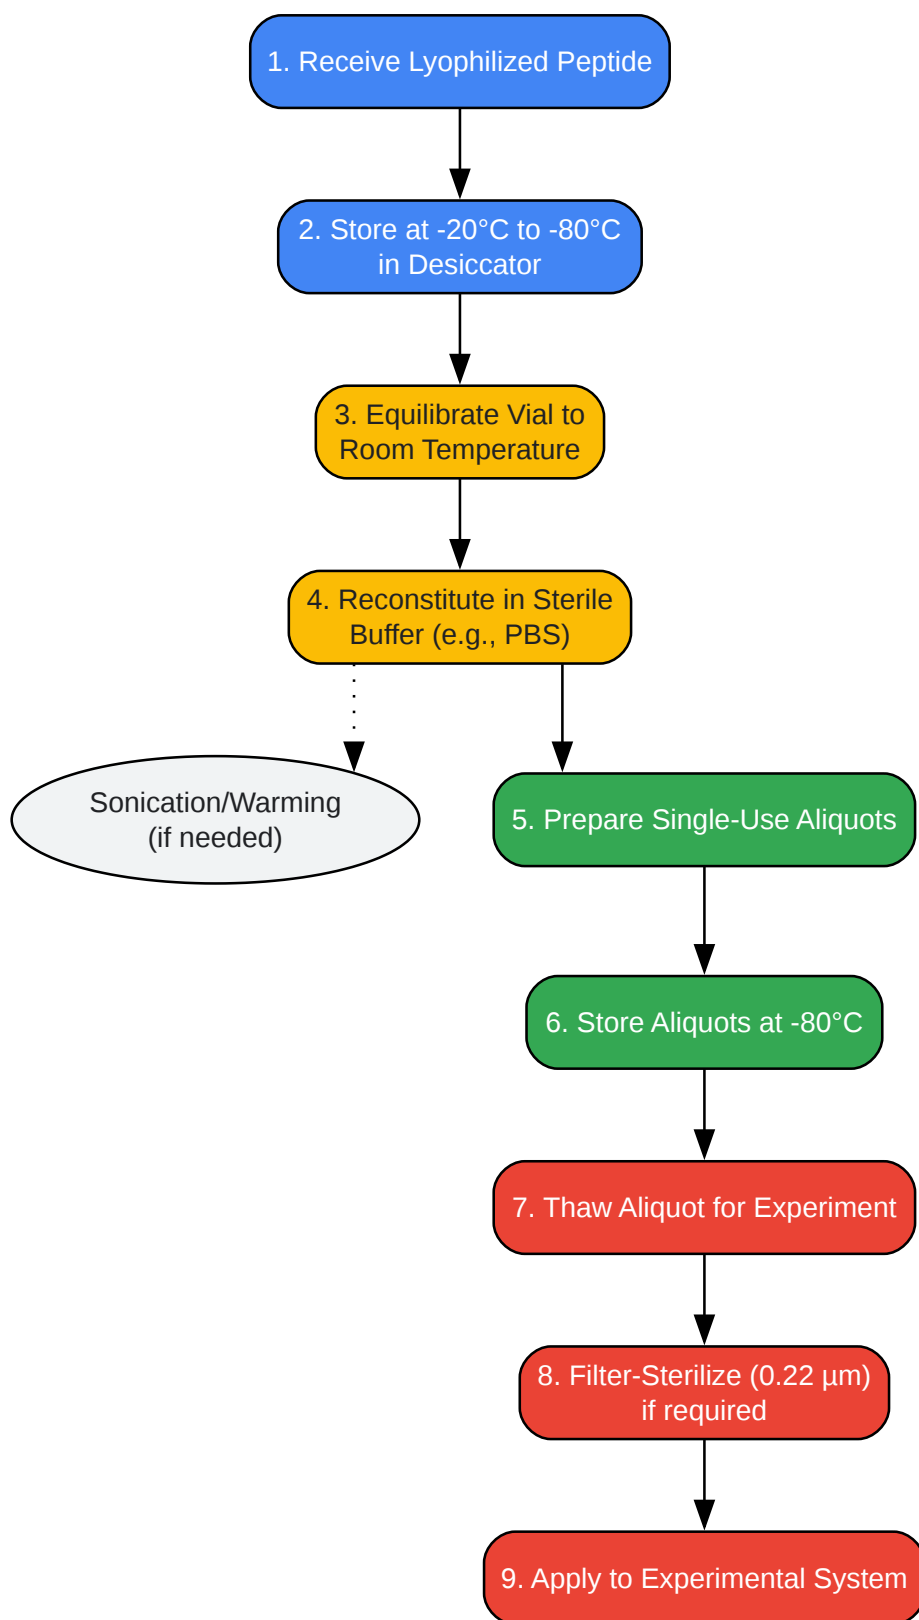 1. Receive Lyophilized Peptide
2. Store at -20°C to -80°C
in Desiccator
3. Equilibrate Vial to
Room Temperature
4. Reconstitute in Sterile
Buffer (e.g., PBS)
Sonication/Warming
(if needed)
5. Prepare Single-Use Aliquots
6. Store Aliquots at -80°C
7. Thaw Aliquot for Experiment
8. Filter-Sterilize (0.22 µm)
if required
9. Apply to Experimental System